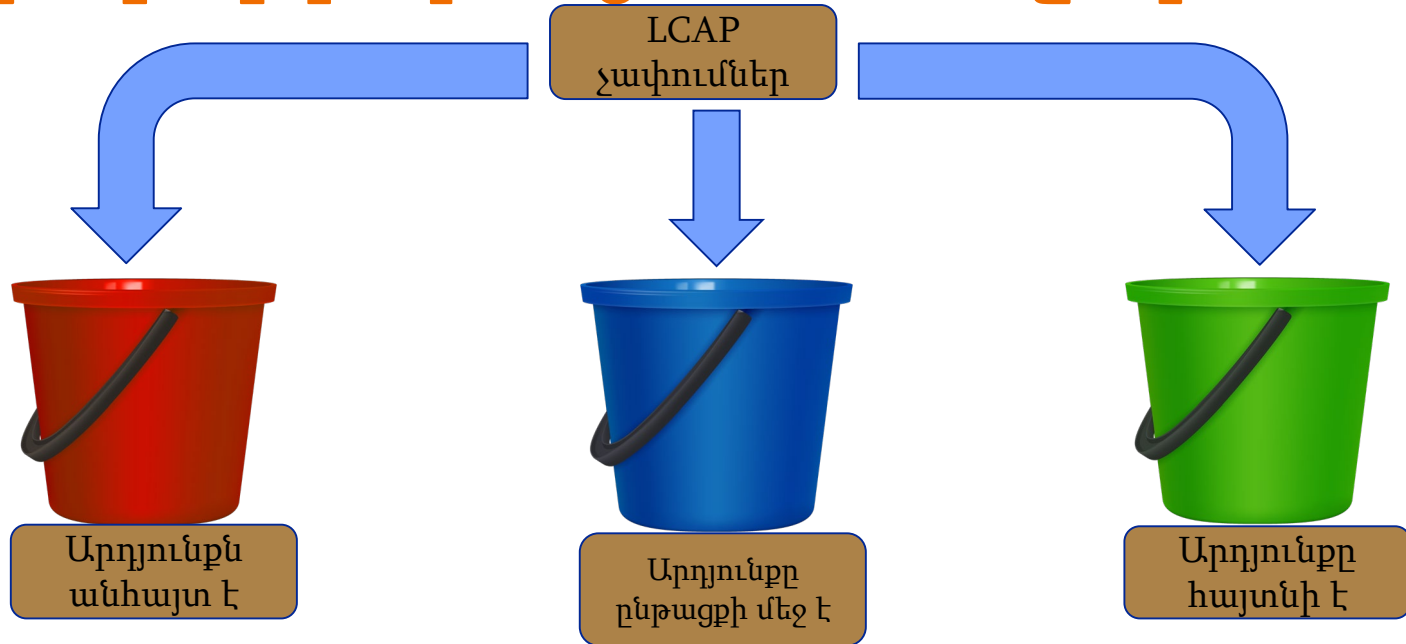 LCAP
չափումներ
Արդյունքն
անհայտ է
Արդյունքը
ընթացքի մեջ է
Արդյունքը
հայտնի է